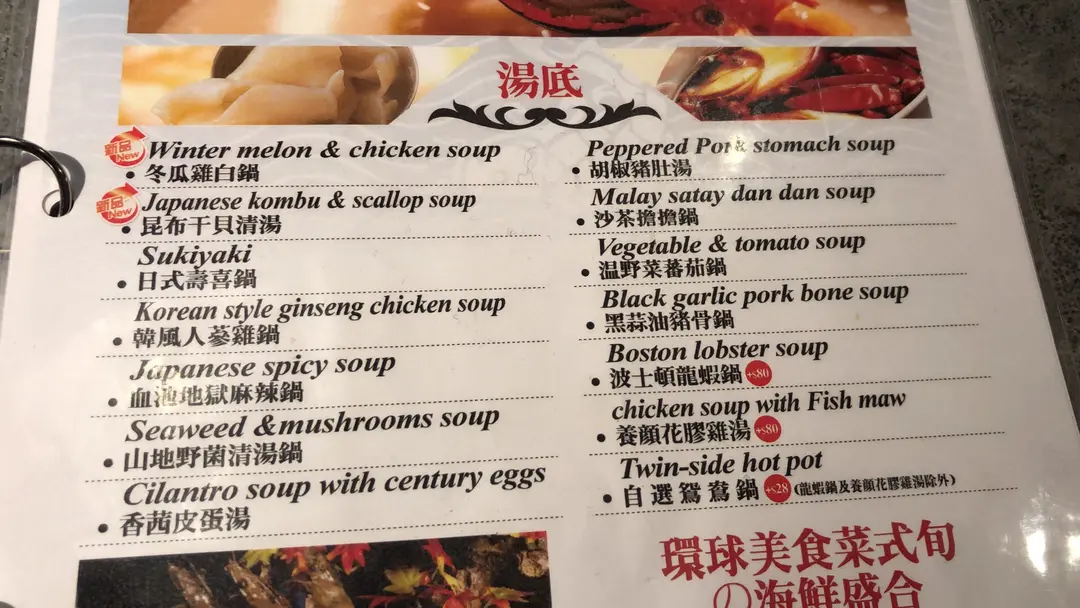 湯底
新品
New
Winter melon & chicken soup
• 冬瓜雞白鍋
新品
New
Japanese kombu & scallop soup
• 昆布干貝清湯
Sukiyaki
• 日式壽喜鍋
Korean style ginseng chicken soup
• 韓風人蔘雞鍋
Japanese spicy soup
• 血池地獄麻辣鍋
Seaweed &mushrooms soup
• 山地野菌清湯鍋
Cilantro soup with century eggs
• 香茜皮蛋湯
Peppered Pork stomach soup
• 胡椒豬肚湯
Malay satay dan dan soup
• 沙茶擔擔鍋
Vegetable & tomato soup
• 温野菜蕃茄鍋
Black garlic pork bone soup
• 黑蒜油豬骨鍋
Boston lobster soup
• 波士頓龍蝦鍋 +$80
chicken soup with Fish maw
• 養顏花膠雞湯 +$80
Twin-side hot pot
• 自選鴛鴦鍋 +$28 (龍蝦鍋及養顏花膠雞湯除外)
環球美食菜式旬
の海鮮盛合